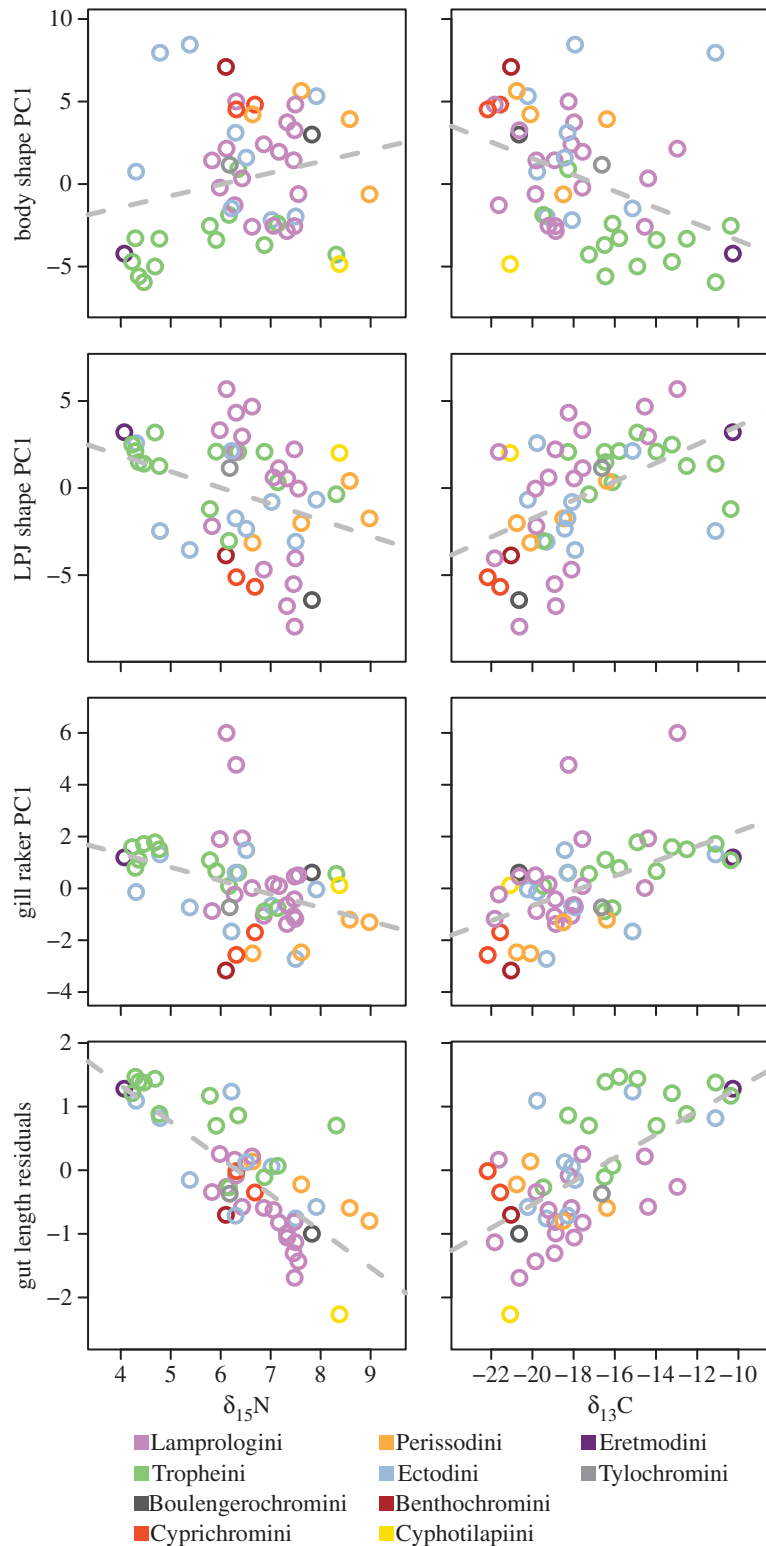 body shape PC1
10
5
0
−5
LPJ shape PC1
5
0
−5
gill raker PC1
6
4
2
0
−2
−4
gut length residuals
2
1
0
−1
−2
4 5 6 7 8 9
−22 −20 −18 −16 −14 −12 −10
δ15N
δ13C
Lamprologini Perissodini Eretmodini
Tropheini Ectodini Tylochromini
Boulengerochromini Benthochromini
Cyprichromini Cyphotilapiini